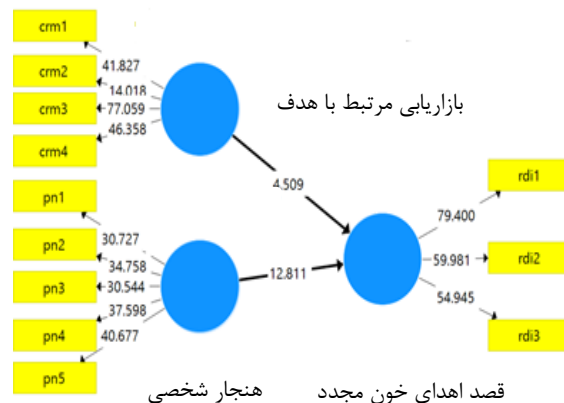 crm1
crm2
crm3
crm4
41.827
14.018
77.059
46.358
بازاریابی مرتبط با هدف
pn1
pn2
pn3
pn4
pn5
30.727
34.758
30.544
37.598
40.677
4.509
12.811
rdi1
rdi2
rdi3
79.400
59.981
54.945
هنجار شخصی
قصد اهدای خون مجدد